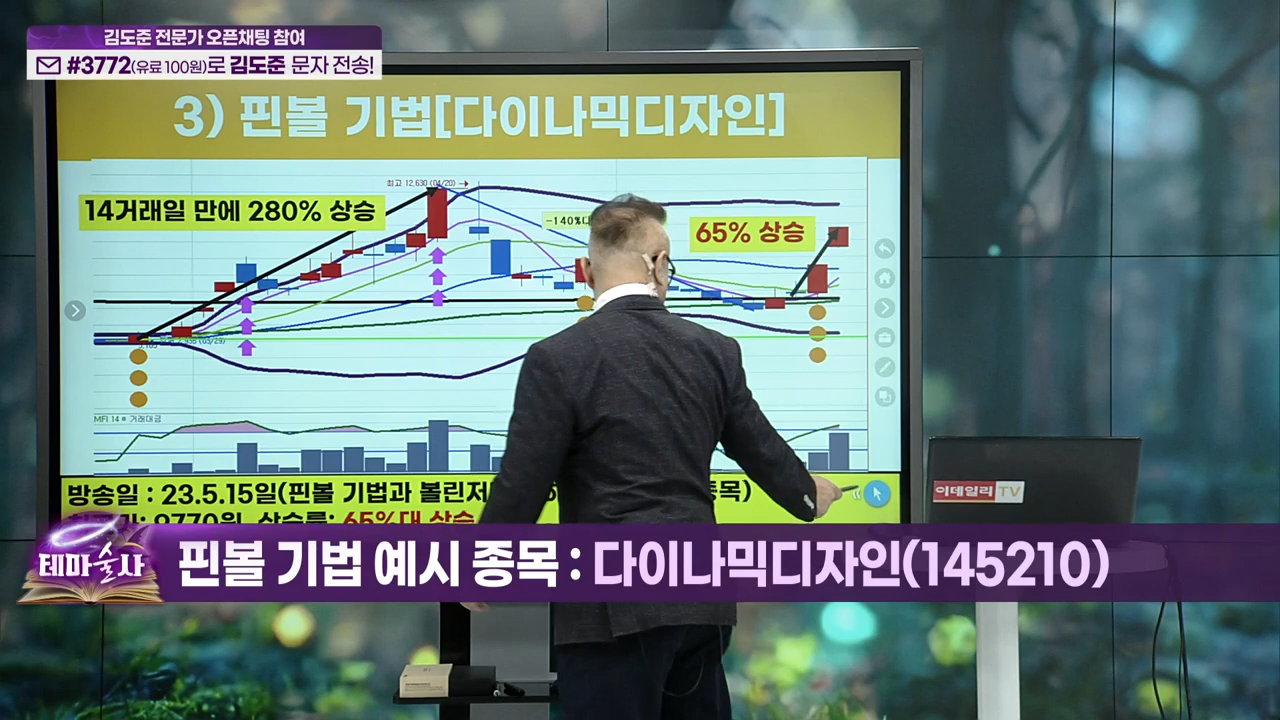 김도준 전문가 오픈채팅 참여
#3772(유료 100원)로 김도준 문자 전송!
3) 핀볼 기법[다이나믹디자인]
최고 12,630 (04/20)
14거래일 만에 280% 상승
-140%대
65% 상승
MFI 14 거래대금
방송일 : 23.5.15일(핀볼 기법과 볼린저
종목)
9770원 상승률: 65%대 상승
이데일리TV
테마술사
핀볼 기법 예시 종목 : 다이나믹디자인(145210)